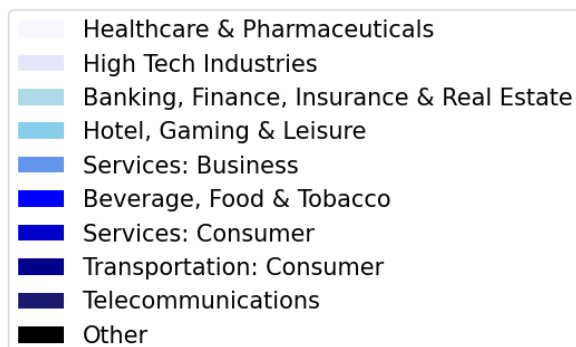 Healthcare & Pharmaceuticals
High Tech Industries
Banking, Finance, Insurance & Real Estate
Hotel, Gaming & Leisure
Services: Business
Beverage, Food & Tobacco
Services: Consumer
Transportation: Consumer
Telecommunications
Other